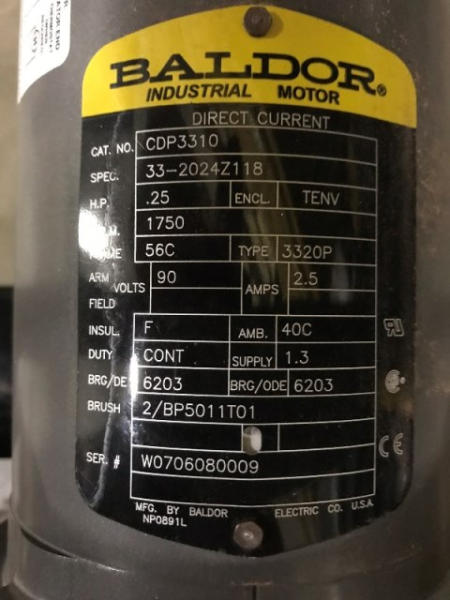 BALDOR®
INDUSTRIAL MOTOR
DIRECT CURRENT
CAT. NO. CDP3310
SPEC. 33-2024Z118
H.P. .25 ENCL. TENV
1750
56C TYPE 3320P
ARM VOLTS 90 AMPS 2.5
FIELD
INSUL. F AMB. 40C
DUTY CONT SUPPLY 1.3
BRG/DE 6203 BRG/ODE 6203
BRUSH 2/BP5011T01
CE
SER. # W0706080009
MFG. BY BALDOR ELECTRIC CO. U.S.A.
NP0891L